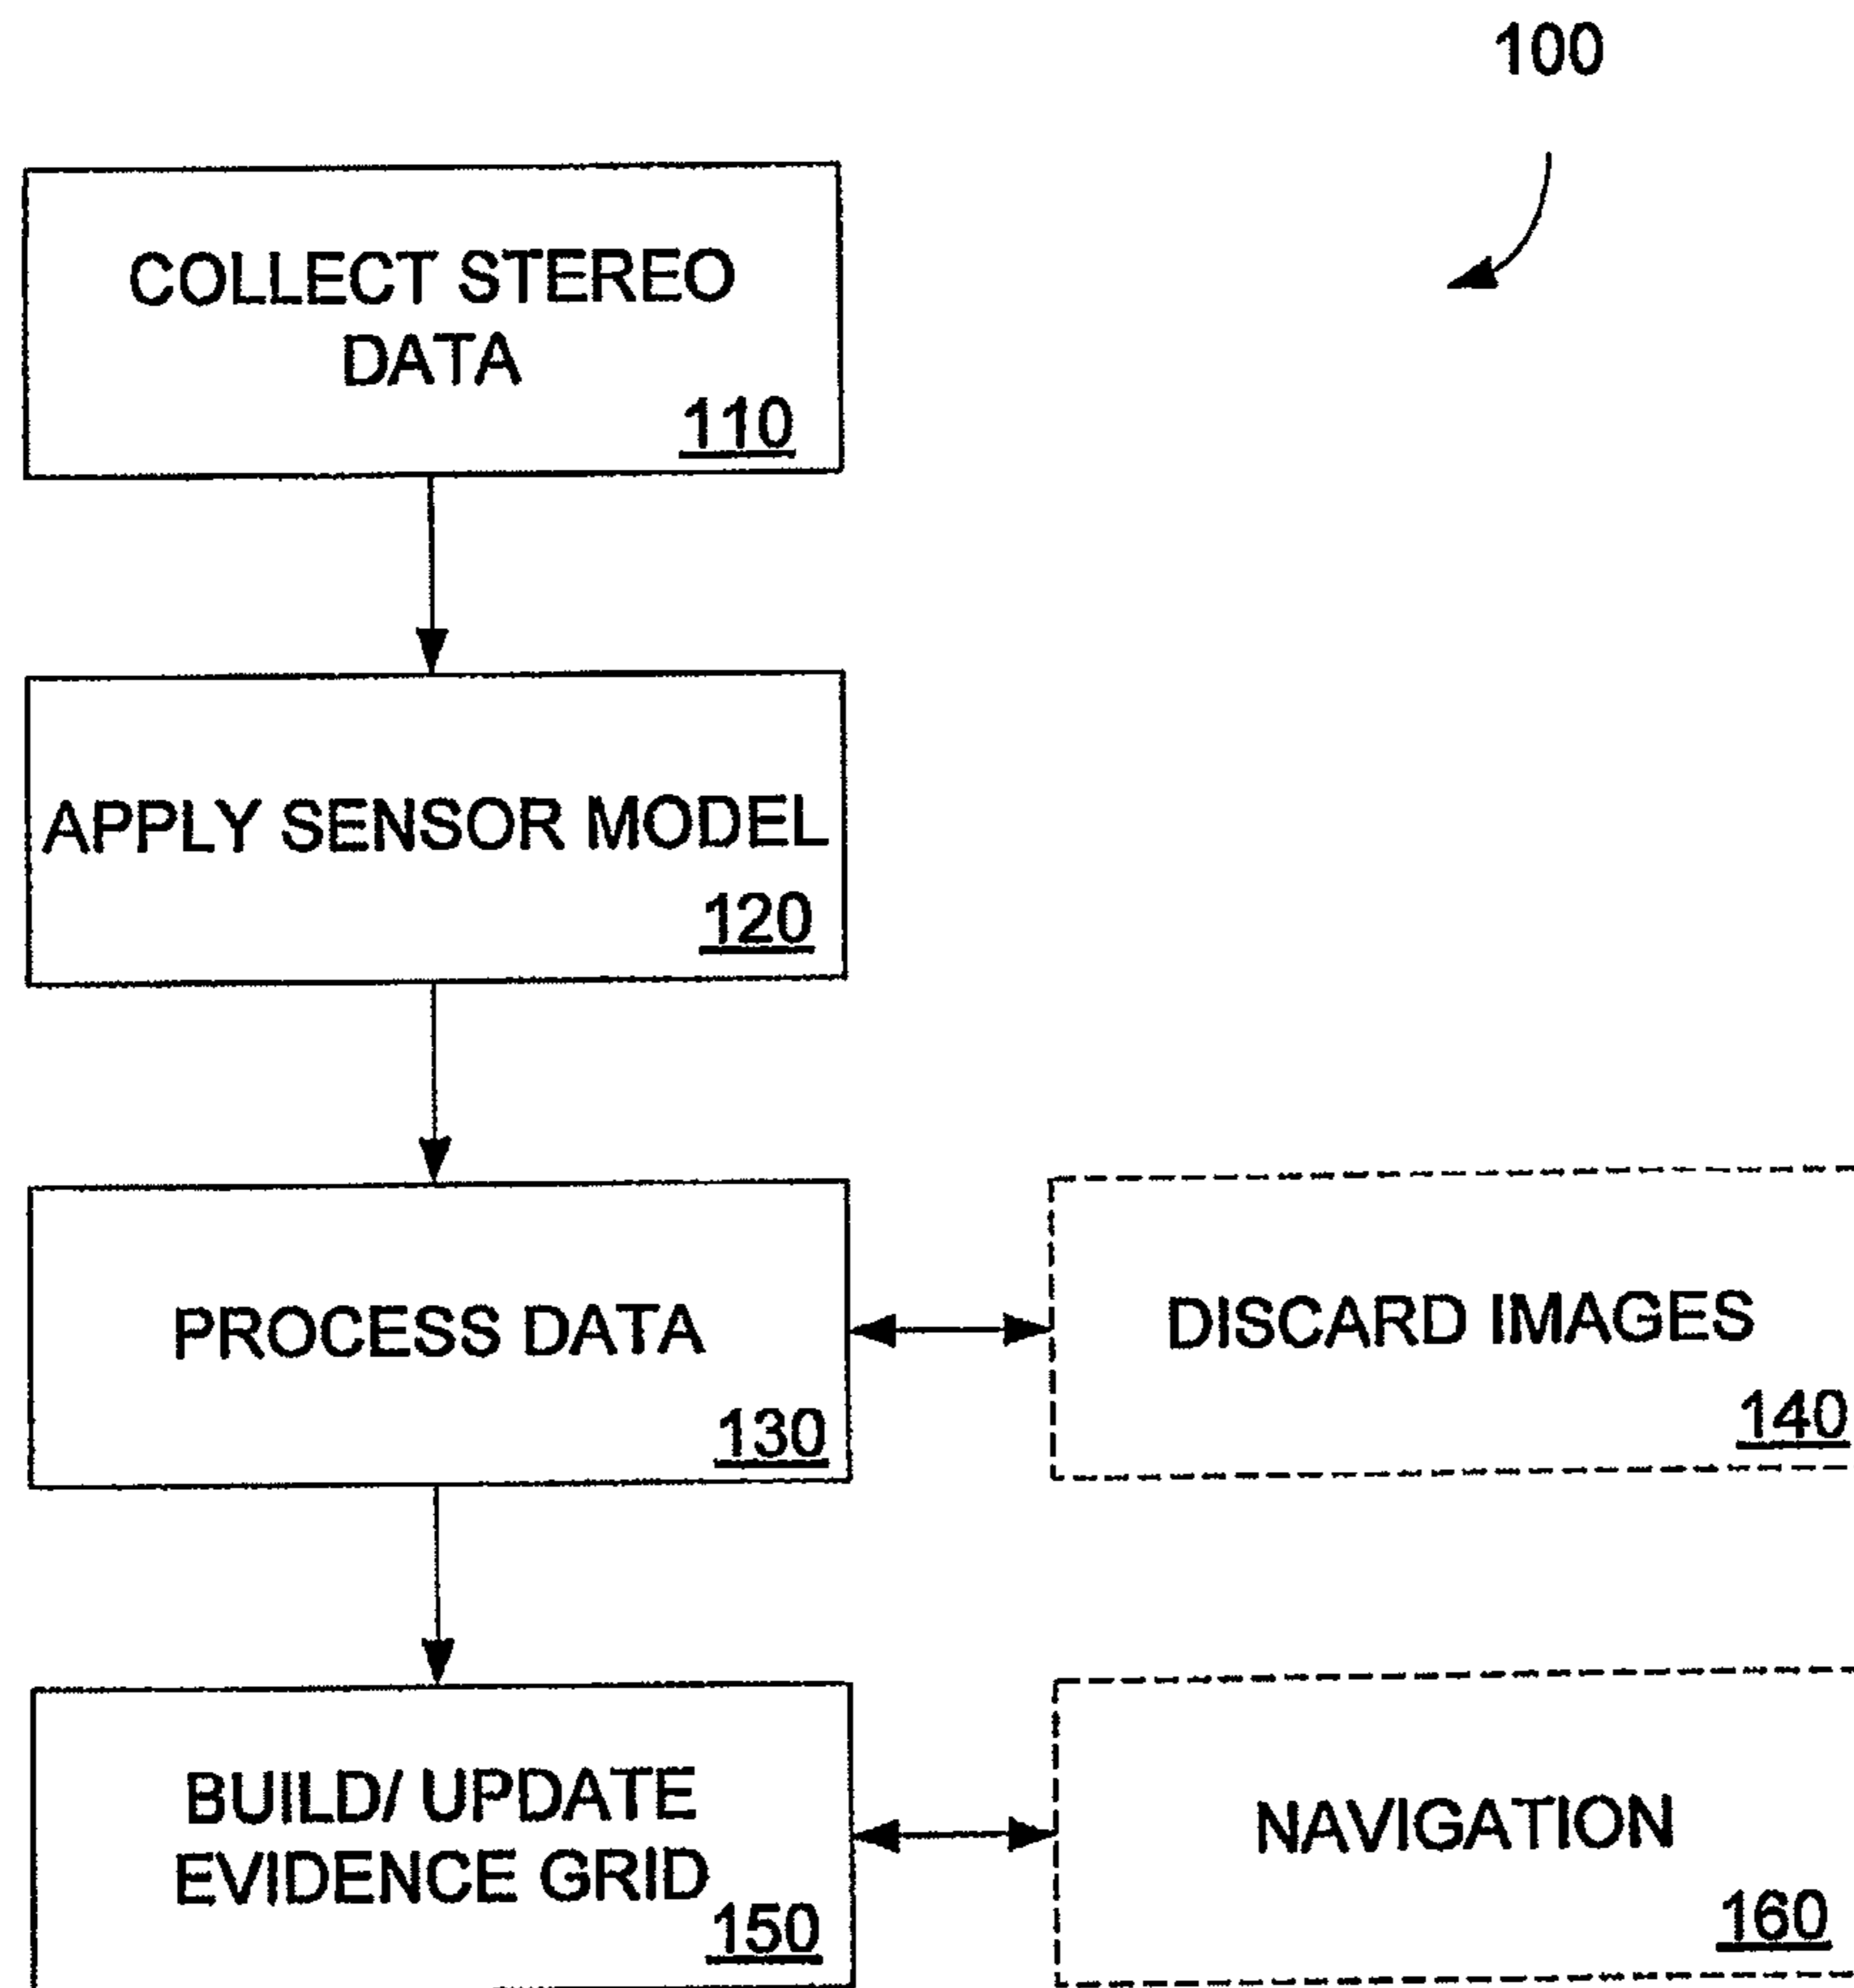 100
COLLECT STEREO
DATA
110
APPLY SENSOR MODEL
120
PROCESS DATA
130
DISCARD IMAGES
140
BUILD/ UPDATE
EVIDENCE GRID
150
NAVIGATION
160